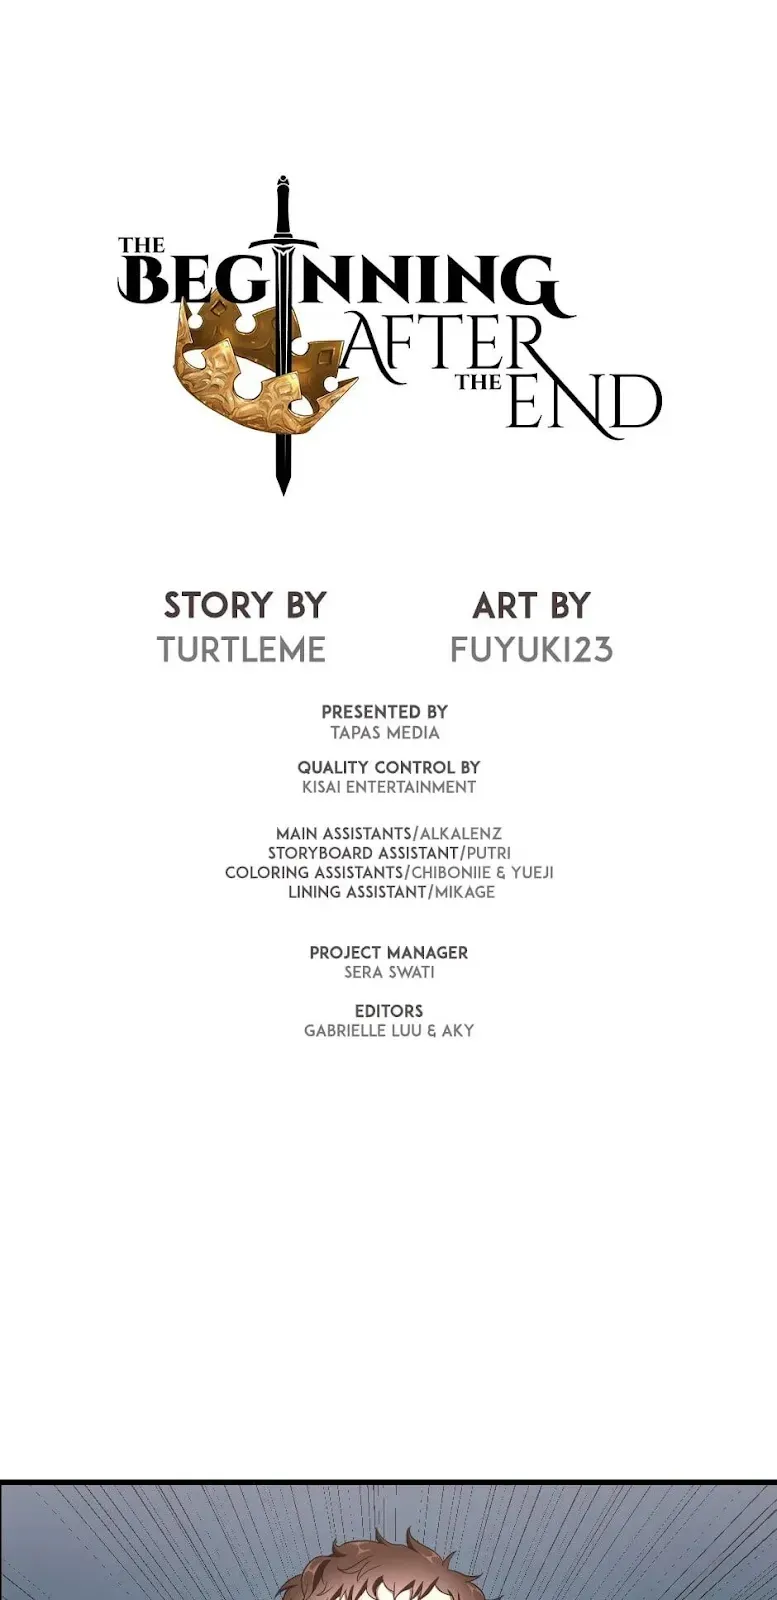 THE
BEGINNING
AFTER
THE END
STORY BY
TURTLEME
ART BY
FUYUKI23
PRESENTED BY
TAPAS MEDIA
QUALITY CONTROL BY
KISAI ENTERTAINMENT
MAIN ASSISTANTS/ALKALENZ
STORYBOARD ASSISTANT/PUTRI
COLORING ASSISTANTS/CHIBONIIE & YUEJI
LINING ASSISTANT/MIKAGE
PROJECT MANAGER
SERA SWATI
EDITORS
GABRIELLE LUU & AKY